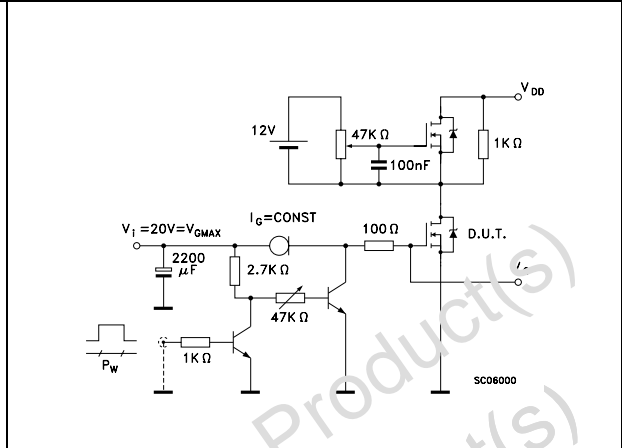 V DD
12V
47K Ω
1K Ω
100nF
V i =20V=V GMAX
I G =CONST
100 Ω
D.U.T.
2200
μF
2.7K Ω
47K Ω
1K Ω
P W
SC06000
Product(s)
t(s)